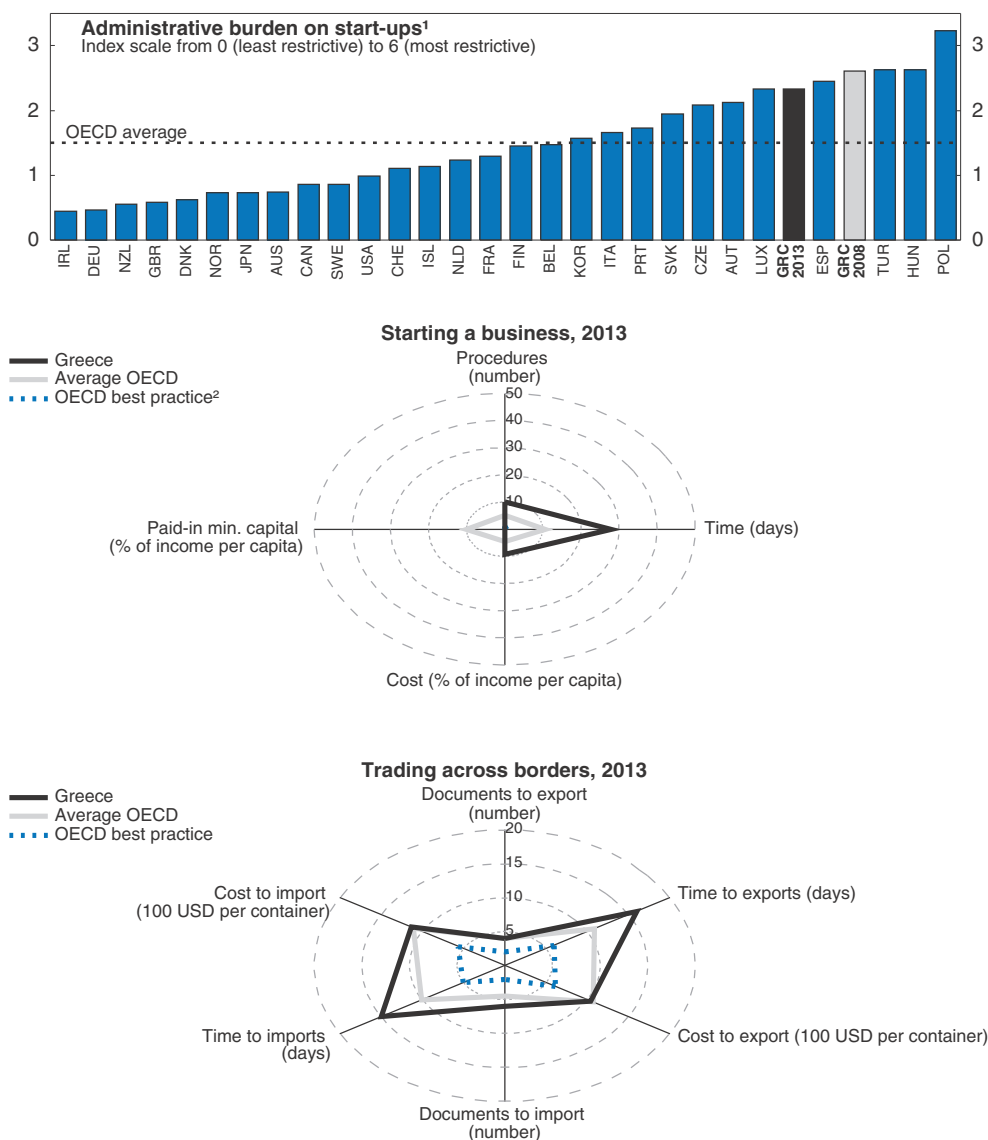 Administrative burden on start-ups¹
Index scale from 0 (least restrictive) to 6 (most restrictive)
3
3
2
2
OECD average
1
1
0
0
IRL
DEU
NZL
GBR
DNK
NOR
JPN
AUS
CAN
SWE
USA
CHE
ISL
NLD
FRA
FIN
BEL
KOR
ITA
PRT
SVK
CZE
AUT
LUX
GRC
2013
ESP
GRC
2008
TUR
HUN
POL
Starting a business, 2013
Greece
Average OECD
OECD best practice²
Procedures
(number)
50
40
30
20
10
Paid-in min. capital
(% of income per capita)
Time (days)
Cost (% of income per capita)
Trading across borders, 2013
Greece
Average OECD
OECD best practice
Documents to export
(number)
20
15
10
5
Cost to import
(100 USD per container)
Time to exports (days)
Time to imports
(days)
Cost to export (100 USD per container)
Documents to import
(number)